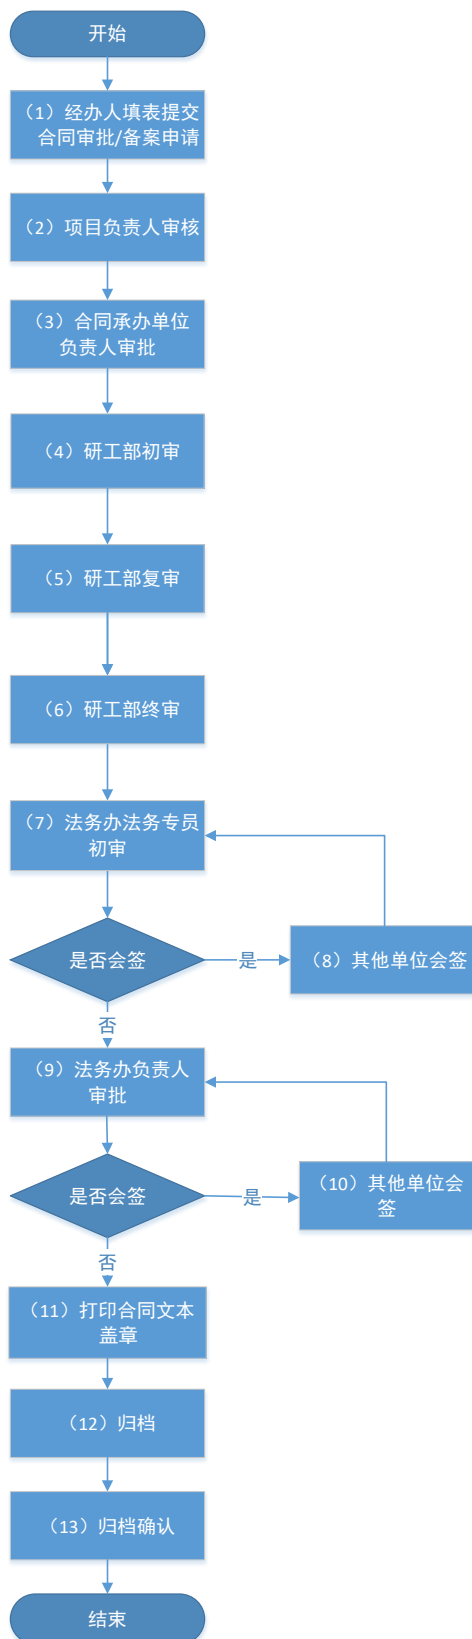 开始
（1）经办人填表提交
合同审批/备案申请
（2）项目负责人审核
（3）合同承办单位
负责人审批
（4）研工部初审
（5）研工部复审
（6）研工部终审
（7）法务办法务专员
初审
是否会签
是
（8）其他单位会签
否
（9）法务办负责人
审批
是否会签
是
（10）其他单位会
签
否
（11）打印合同文本
盖章
（12）归档
（13）归档确认
结束